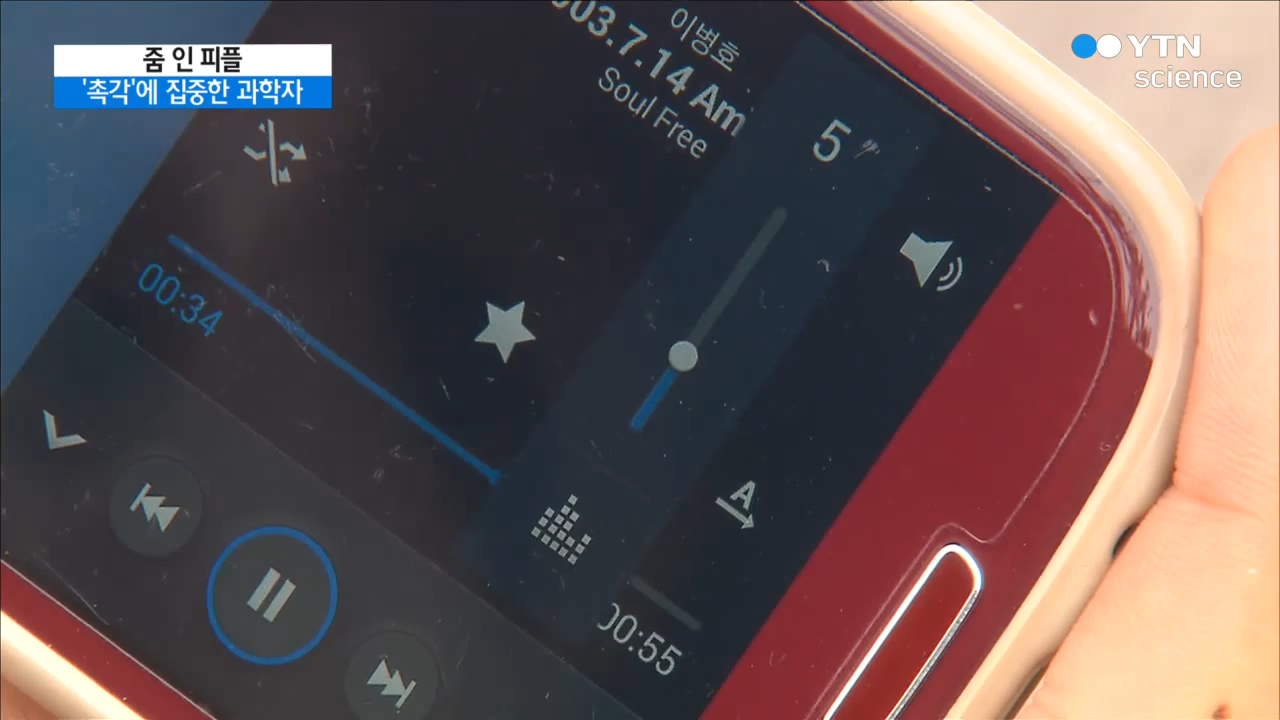 줌 인 피플
'촉각'에 집중한 과학자
YTN
science
이병호
003.7.14 Am
Soul Free
5
00:34
A
00:55